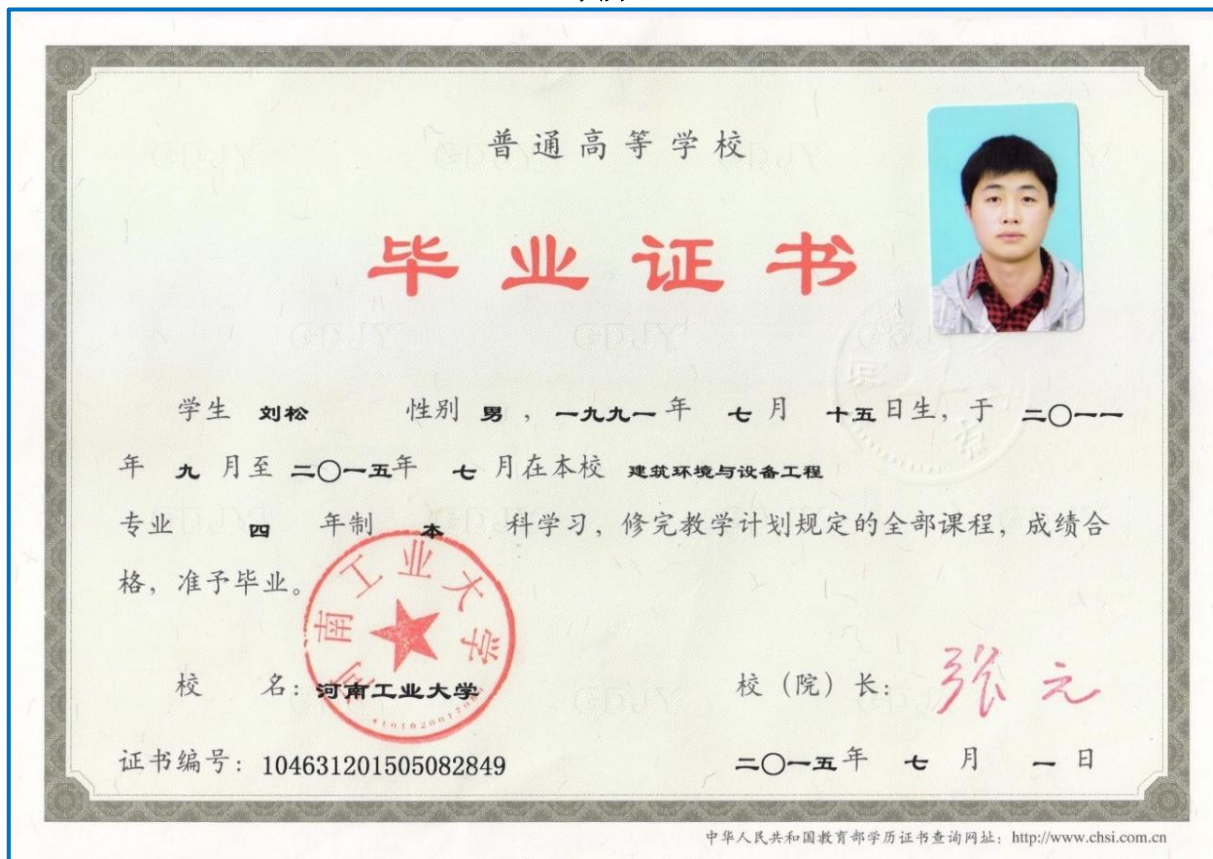 普通高等学校
毕业证书
学生 刘松 性别 男 ,一九九一 年 七 月 十五 日生, 于 二〇一一
年 九 月至 二〇一五年 七 月在本校 建筑环境与设备工程
专业 四 年制 本 科学习, 修完教学计划规定的全部课程, 成绩合
格, 准予毕业。
河南工业大学
校 名: 河南工业大学 校 (院) 长: 张元
证书编号: 104631201505082849 二〇一五年 七 月 一 日
中华人民共和国教育部学历证书查询网址: http://www.chsi.com.cn